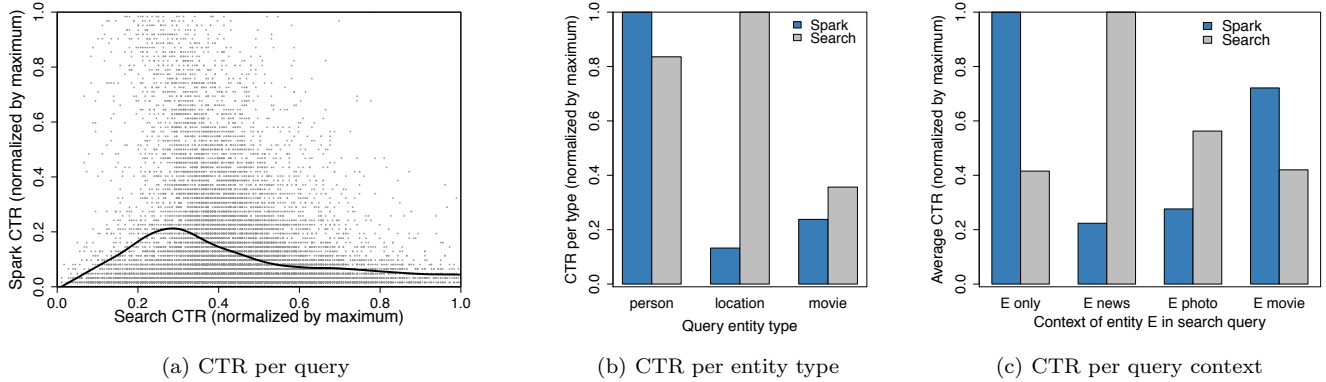 Spark CTR (normalized by maximum)
1.0
0.8
0.6
0.4
0.2
0.0
0.0 0.2 0.4 0.6 0.8 1.0
Search CTR (normalized by maximum)
(a) CTR per query
CTR per type (normalized by maximum)
1.0
0.8
0.6
0.4
0.2
0.0
Spark
Search
person location movie
Query entity type
(b) CTR per entity type
Average CTR (normalized by maximum)
1.0
0.8
0.6
0.4
0.2
0.0
Spark
Search
E only E news E photo E movie
Context of entity E in search query
(c) CTR per query context